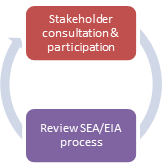 Stakeholder
consultation &
participation
Review SEA/EIA
process